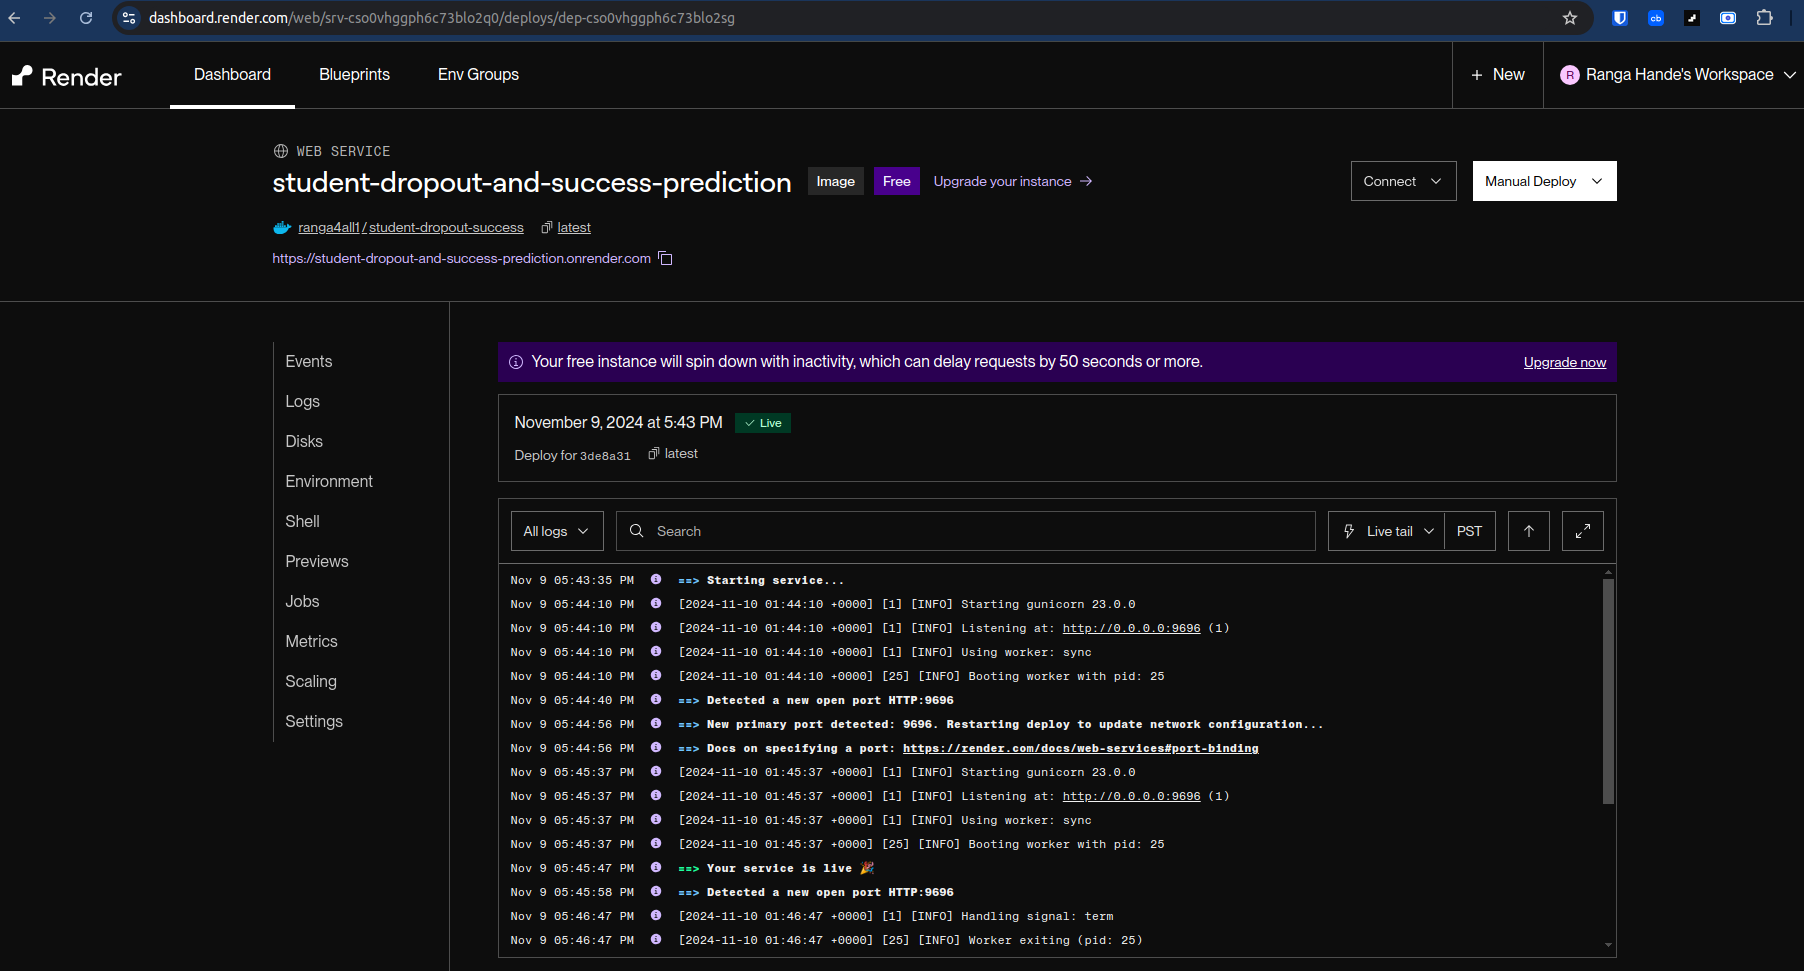 dashboard.render.com/web/srv-cso0vhggph6c73blo2q0/deploys/dep-cso0vhggph6c73blo2sg
cb
Render
Dashboard
Blueprints
Env Groups
+ New
R Ranga Hande's Workspace
WEB SERVICE
student-dropout-and-success-prediction Image Free Upgrade your instance →
Connect
Manual Deploy
ranga4all1/student-dropout-success latest
https://student-dropout-and-success-prediction.onrender.com
Events
Logs
Disks
Environment
Shell
Previews
Jobs
Metrics
Scaling
Settings
Your free instance will spin down with inactivity, which can delay requests by 50 seconds or more. Upgrade now
November 9, 2024 at 5:43 PM Live
Deploy for 3de8a31 latest
All logs Search Live tail PST
Nov 9 05:43:35 PM ==> Starting service...
Nov 9 05:44:10 PM [2024-11-10 01:44:10 +0000] [1] [INFO] Starting gunicorn 23.0.0
Nov 9 05:44:10 PM [2024-11-10 01:44:10 +0000] [1] [INFO] Listening at: http://0.0.0.0:9696 (1)
Nov 9 05:44:10 PM [2024-11-10 01:44:10 +0000] [1] [INFO] Using worker: sync
Nov 9 05:44:10 PM [2024-11-10 01:44:10 +0000] [25] [INFO] Booting worker with pid: 25
Nov 9 05:44:40 PM ==> Detected a new open port HTTP:9696
Nov 9 05:44:56 PM ==> New primary port detected: 9696. Restarting deploy to update network configuration...
Nov 9 05:44:56 PM ==> Docs on specifying a port: https://render.com/docs/web-services#port-binding
Nov 9 05:45:37 PM [2024-11-10 01:45:37 +0000] [1] [INFO] Starting gunicorn 23.0.0
Nov 9 05:45:37 PM [2024-11-10 01:45:37 +0000] [1] [INFO] Listening at: http://0.0.0.0:9696 (1)
Nov 9 05:45:37 PM [2024-11-10 01:45:37 +0000] [1] [INFO] Using worker: sync
Nov 9 05:45:37 PM [2024-11-10 01:45:37 +0000] [25] [INFO] Booting worker with pid: 25
Nov 9 05:45:47 PM ==> Your service is live 🎉
Nov 9 05:45:58 PM ==> Detected a new open port HTTP:9696
Nov 9 05:46:47 PM [2024-11-10 01:46:47 +0000] [1] [INFO] Handling signal: term
Nov 9 05:46:47 PM [2024-11-10 01:46:47 +0000] [25] [INFO] Worker exiting (pid: 25)